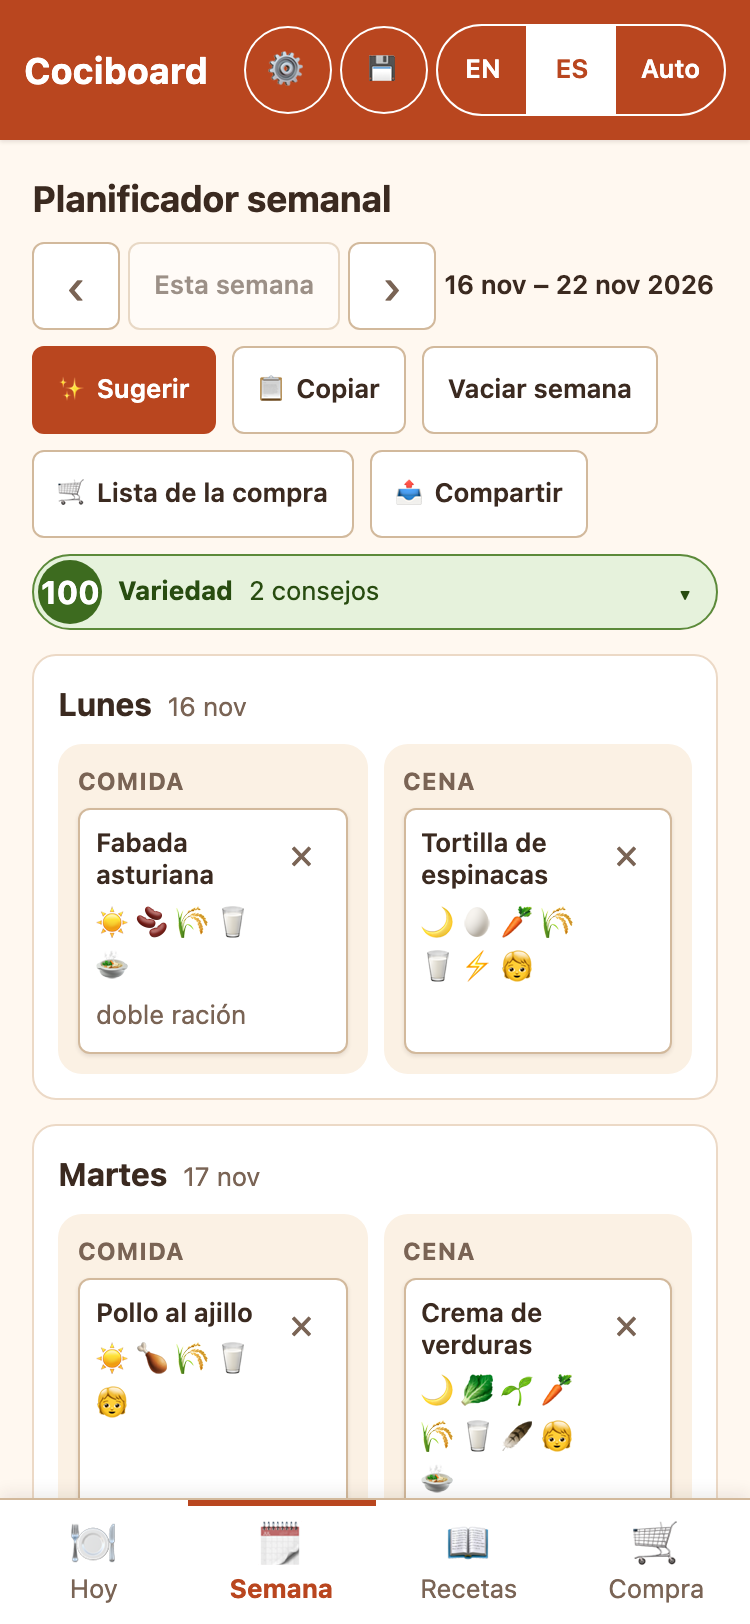 Cociboard
EN ES Auto
Planificador semanal
‹ Esta semana › 16 nov – 22 nov 2026
✨ Sugerir 📋 Copiar Vaciar semana
🛒 Lista de la compra 📤 Compartir
100 Variedad 2 consejos ▼
Lunes 16 nov
COMIDA
Fabada
asturiana
doble ración
CENA
Tortilla de
espinacas
Martes 17 nov
COMIDA
Pollo al ajillo
CENA
Crema de
verduras
Hoy Semana Recetas Compra